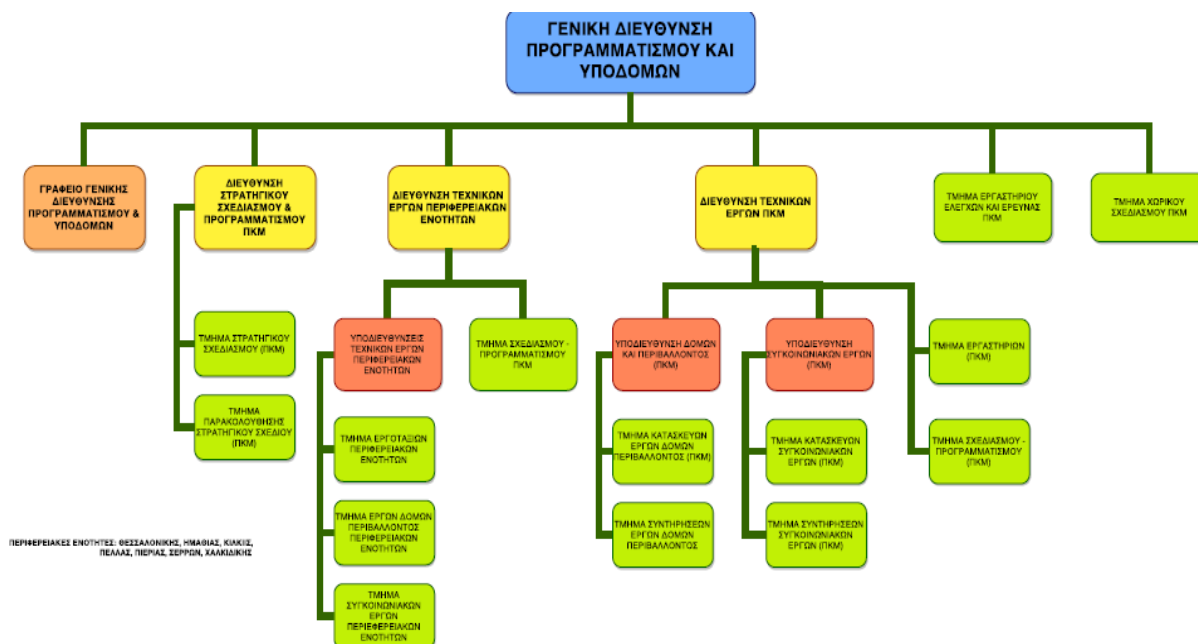 ΓΕΝΙΚΗ ΔΙΕΥΘΥΝΣΗ
ΠΡΟΓΡΑΜΜΑΤΙΣΜΟΥ ΚΑΙ
ΥΠΟΔΟΜΩΝ
ΓΡΑΦΕΙΟ ΓΕΝΙΚΗΣ
ΔΙΕΥΘΥΝΣΗΣ
ΠΡΟΓΡΑΜΜΑΤΙΣΜΟΥ &
ΥΠΟΔΟΜΩΝ
ΔΙΕΥΘΥΝΣΗ
ΣΤΡΑΤΗΓΙΚΟΥ
ΣΧΕΔΙΑΣΜΟΥ &
ΠΡΟΓΡΑΜΜΑΤΙΣΜΟΥ
ΠΚΜ
ΔΙΕΥΘΥΝΣΗ ΤΕΧΝΙΚΩΝ
ΕΡΓΩΝ ΠΕΡΙΦΕΡΕΙΑΚΩΝ
ΕΝΟΤΗΤΩΝ
ΔΙΕΥΘΥΝΣΗ ΤΕΧΝΙΚΩΝ
ΕΡΓΩΝ ΠΚΜ
ΤΜΗΜΑ ΕΡΓΑΣΤΗΡΙΟΥ
ΕΛΕΓΧΩΝ ΚΑΙ ΕΡΕΥΝΑΣ
ΠΚΜ
ΤΜΗΜΑ ΧΩΡΙΚΟΥ
ΣΧΕΔΙΑΣΜΟΥ ΠΚΜ
ΤΜΗΜΑ ΣΤΡΑΤΗΓΙΚΟΥ
ΣΧΕΔΙΑΣΜΟΥ (ΠΚΜ)
ΥΠΟΔΙΕΥΘΥΝΣΕΙΣ
ΤΕΧΝΙΚΩΝ ΕΡΓΩΝ
ΠΕΡΙΦΕΡΕΙΑΚΩΝ
ΕΝΟΤΗΤΩΝ
ΤΜΗΜΑ ΣΧΕΔΙΑΣΜΟΥ -
ΠΡΟΓΡΑΜΜΑΤΙΣΜΟΥ
ΠΚΜ
ΥΠΟΔΙΕΥΘΥΝΣΗ ΔΟΜΩΝ
ΚΑΙ ΠΕΡΙΒΑΛΛΟΝΤΟΣ
(ΠΚΜ)
ΥΠΟΔΙΕΥΘΥΝΣΗ
ΣΥΓΚΟΙΝΩΝΙΑΚΩΝ ΕΡΓΩΝ
(ΠΚΜ)
ΤΜΗΜΑ ΕΡΓΑΣΤΗΡΙΩΝ
(ΠΚΜ)
ΤΜΗΜΑ
ΠΑΡΑΚΟΛΟΥΘΗΣΗΣ
ΣΤΡΑΤΗΓΙΚΟΥ ΣΧΕΔΙΟΥ
(ΠΚΜ)
ΤΜΗΜΑ ΕΡΓΟΤΑΞΙΩΝ
ΠΕΡΙΦΕΡΕΙΑΚΩΝ
ΕΝΟΤΗΤΩΝ
ΤΜΗΜΑ ΚΑΤΑΣΚΕΥΩΝ
ΕΡΓΩΝ ΔΟΜΩΝ
ΠΕΡΙΒΑΛΛΟΝΤΟΣ (ΠΚΜ)
ΤΜΗΜΑ ΚΑΤΑΣΚΕΥΩΝ
ΣΥΓΚΟΙΝΩΝΙΑΚΩΝ
ΕΡΓΩΝ (ΠΚΜ)
ΤΜΗΜΑ ΣΧΕΔΙΑΣΜΟΥ -
ΠΡΟΓΡΑΜΜΑΤΙΣΜΟΥ
(ΠΚΜ)
ΤΜΗΜΑ ΕΡΓΩΝ ΔΟΜΩΝ
ΠΕΡΙΒΑΛΛΟΝΤΟΣ
ΠΕΡΙΦΕΡΕΙΑΚΩΝ
ΕΝΟΤΗΤΩΝ
ΤΜΗΜΑ ΣΥΝΤΗΡΗΣΕΩΝ
ΕΡΓΩΝ ΔΟΜΩΝ
ΠΕΡΙΒΑΛΛΟΝΤΟΣ
ΤΜΗΜΑ ΣΥΝΤΗΡΗΣΕΩΝ
ΣΥΓΚΟΙΝΩΝΙΑΚΩΝ
ΕΡΓΩΝ (ΠΚΜ)
ΠΕΡΙΦΕΡΕΙΑΚΕΣ ΕΝΟΤΗΤΕΣ: ΘΕΣΣΑΛΟΝΙΚΗΣ, ΗΜΑΘΙΑΣ, ΚΙΛΚΙΣ,
ΠΕΛΛΑΣ, ΠΙΕΡΙΑΣ, ΣΕΡΡΩΝ, ΧΑΛΚΙΔΙΚΗΣ
ΤΜΗΜΑ
ΣΥΓΚΟΙΝΩΝΙΑΚΩΝ
ΕΡΓΩΝ
ΠΕΡΙΕΦΕΡΕΙΑΚΩΝ
ΕΝΟΤΗΤΩΝ